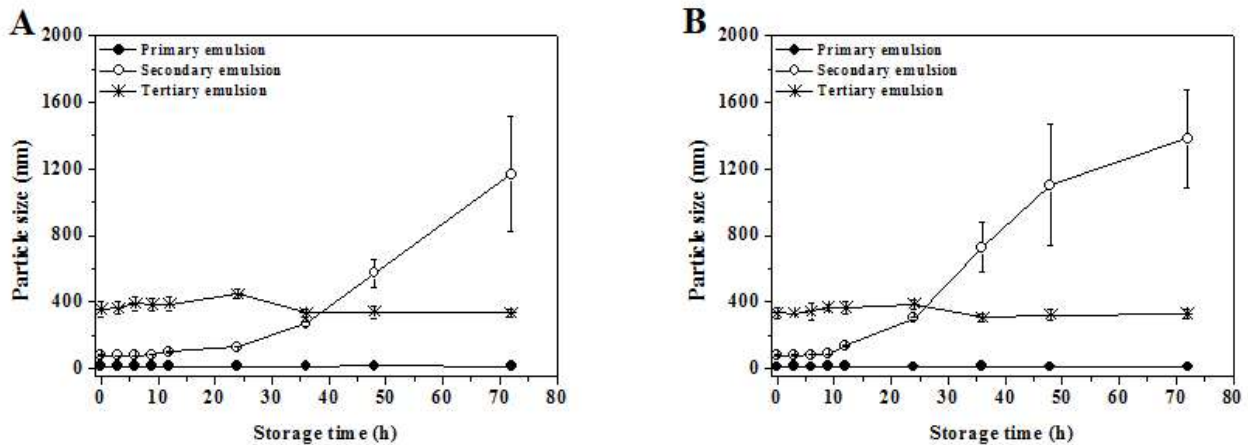 A
2000
1600
1200
800
400
0
Particle size (nm)
Primary emulsion
Secondary emulsion
Tertiary emulsion
0 10 20 30 40 50 60 70 80
Storage time (h)
B
2000
1600
1200
800
400
0
Particle size (nm)
Primary emulsion
Secondary emulsion
Tertiary emulsion
0 10 20 30 40 50 60 70 80
Storage time (h)